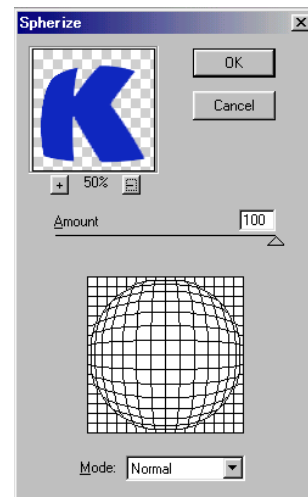 Spherize
K
OK
Cancel
+ 50% -
Amount 100
Mode: Normal